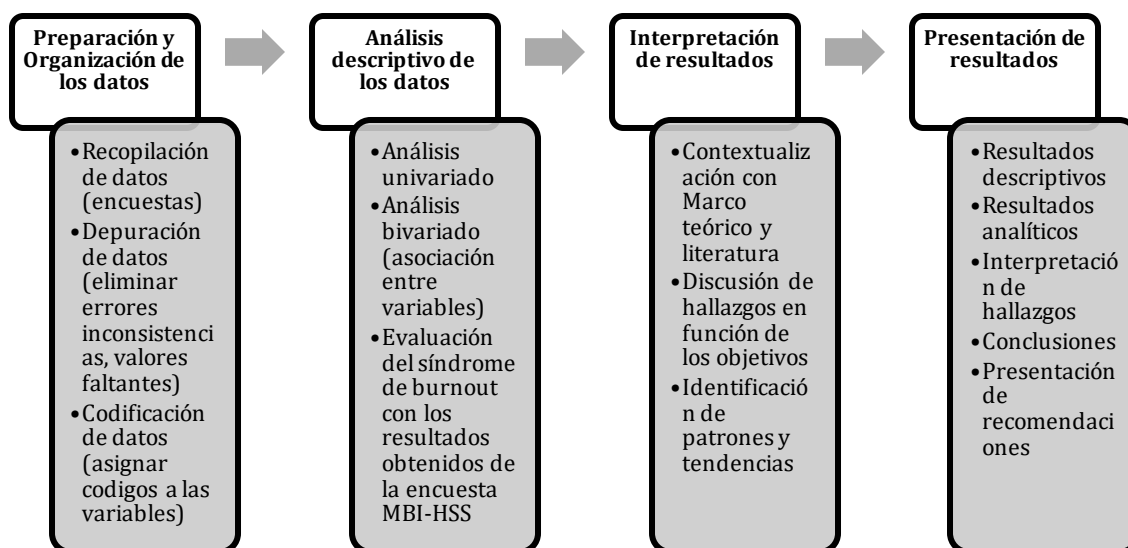 Preparación y
Organización de
los datos
•Recopilación
de datos
(encuestas)
•Depuración
de datos
(eliminar
errores
inconsistenci
as, valores
faltantes)
•Codificación
de datos
(asignar
codigos a las
variables)
Análisis
descriptivo de
los datos
•Análisis
univariado
•Análisis
bivariado
(asociación
entre
variables)
•Evaluación
del síndrome
de burnout
con los
resultados
obtenidos de
la encuesta
MBI-HSS
Interpretación
de resultados
•Contextualiz
ación con
Marco
teórico y
literatura
•Discusión de
hallazgos en
función de
los objetivos
•Identificació
n de
patrones y
tendencias
Presentación de
resultados
•Resultados
descriptivos
•Resultados
analíticos
•Interpretació
n de
hallazgos
•Conclusiones
•Presentación
de
recomendaci
ones